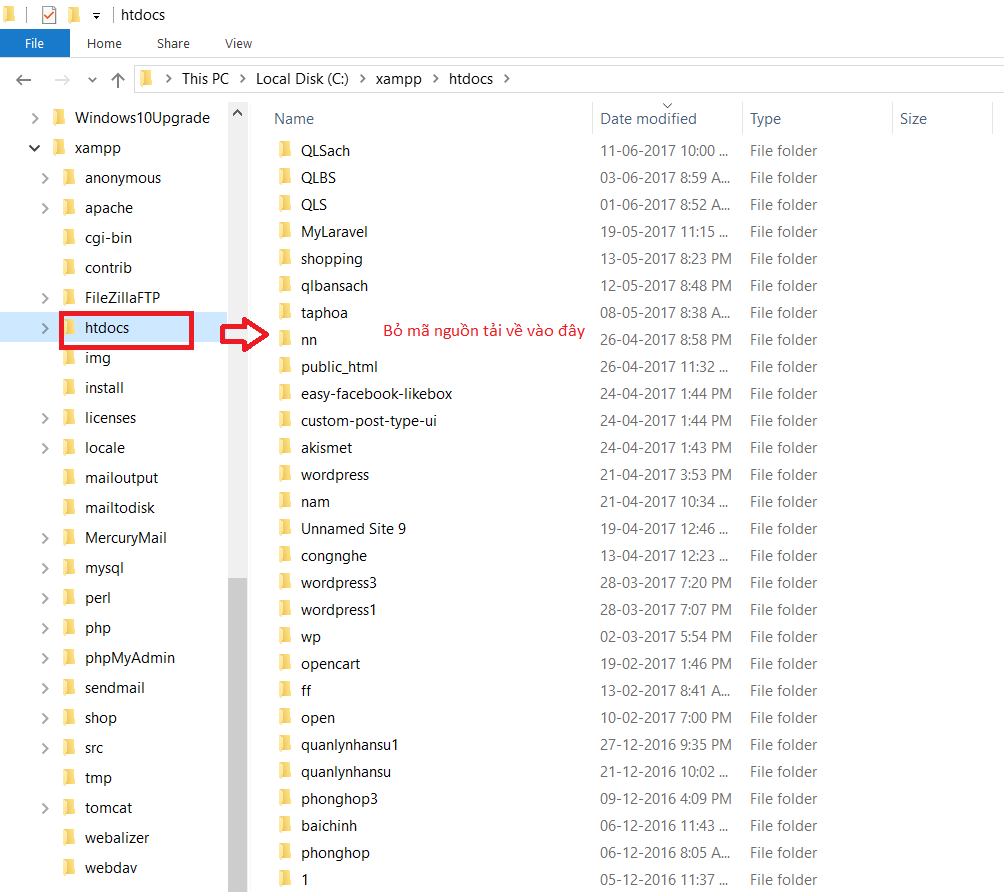 htdocs
File Home Share View
This PC > Local Disk (C:) > xampp > htdocs >
Windows10Upgrade
xampp
anonymous
apache
cgi-bin
contrib
FileZillaFTP
htdocs
img
install
licenses
locale
mailoutput
mailtodisk
MercuryMail
mysql
perl
php
phpMyAdmin
sendmail
shop
src
tmp
tomcat
webalizer
webdav
Name Date modified Type Size
QLSach 11-06-2017 10:00 ... File folder
QLBS 03-06-2017 8:59 A... File folder
QLS 01-06-2017 8:52 A... File folder
MyLaravel 19-05-2017 11:15 ... File folder
shopping 13-05-2017 8:23 PM File folder
qlbansach 12-05-2017 8:48 PM File folder
taphoa 08-05-2017 8:38 A... File folder
Bỏ mã nguồn tải về vào đây
nn 26-04-2017 8:58 PM File folder
public_html 26-04-2017 11:32 ... File folder
easy-facebook-likebox 24-04-2017 1:44 PM File folder
custom-post-type-ui 24-04-2017 1:44 PM File folder
akismet 24-04-2017 1:43 PM File folder
wordpress 21-04-2017 3:53 PM File folder
nam 21-04-2017 10:34 ... File folder
Unnamed Site 9 19-04-2017 12:46 ... File folder
congnghe 13-04-2017 12:23 ... File folder
wordpress3 28-03-2017 7:20 PM File folder
wordpress1 28-03-2017 7:07 PM File folder
wp 02-03-2017 5:54 PM File folder
opencart 19-02-2017 1:46 PM File folder
ff 13-02-2017 8:41 A... File folder
open 10-02-2017 7:00 PM File folder
quanlynhansu1 27-12-2016 9:35 PM File folder
quanlynhansu 21-12-2016 10:02 ... File folder
phonghop3 09-12-2016 4:09 PM File folder
baichinh 06-12-2016 11:43 ... File folder
phonghop 06-12-2016 8:05 A... File folder
1 05-12-2016 11:37 ... File folder